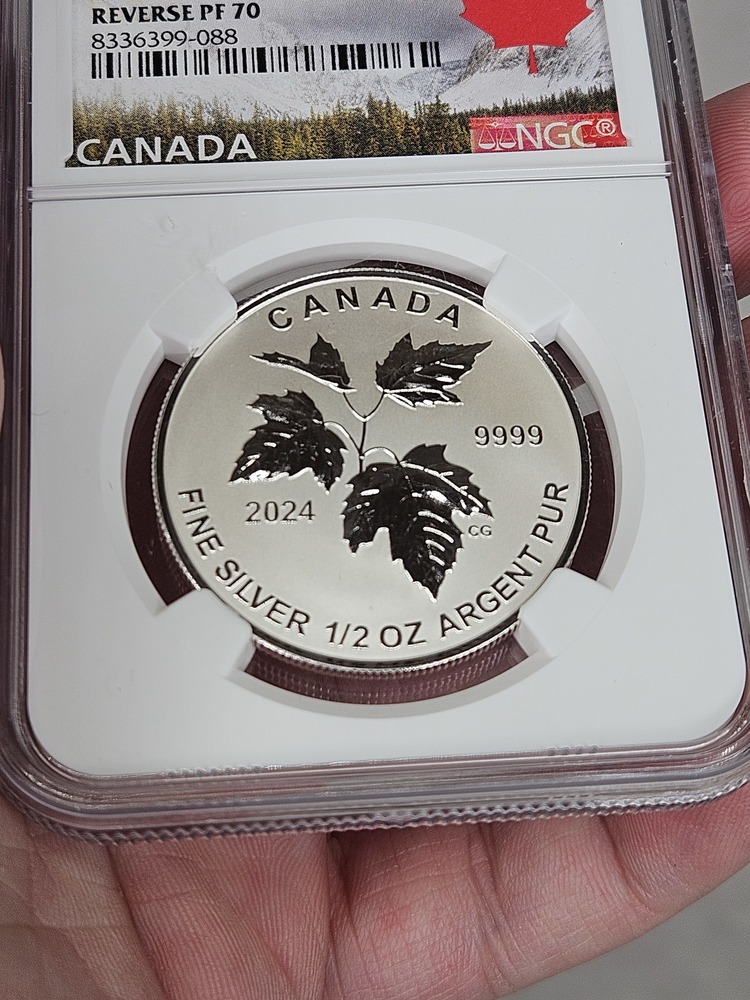 REVERSE PF 70
8336399-088
CANADA
NGC®
CANADA
9999
2024
CG
FINE SILVER 1/2 OZ ARGENT PUR